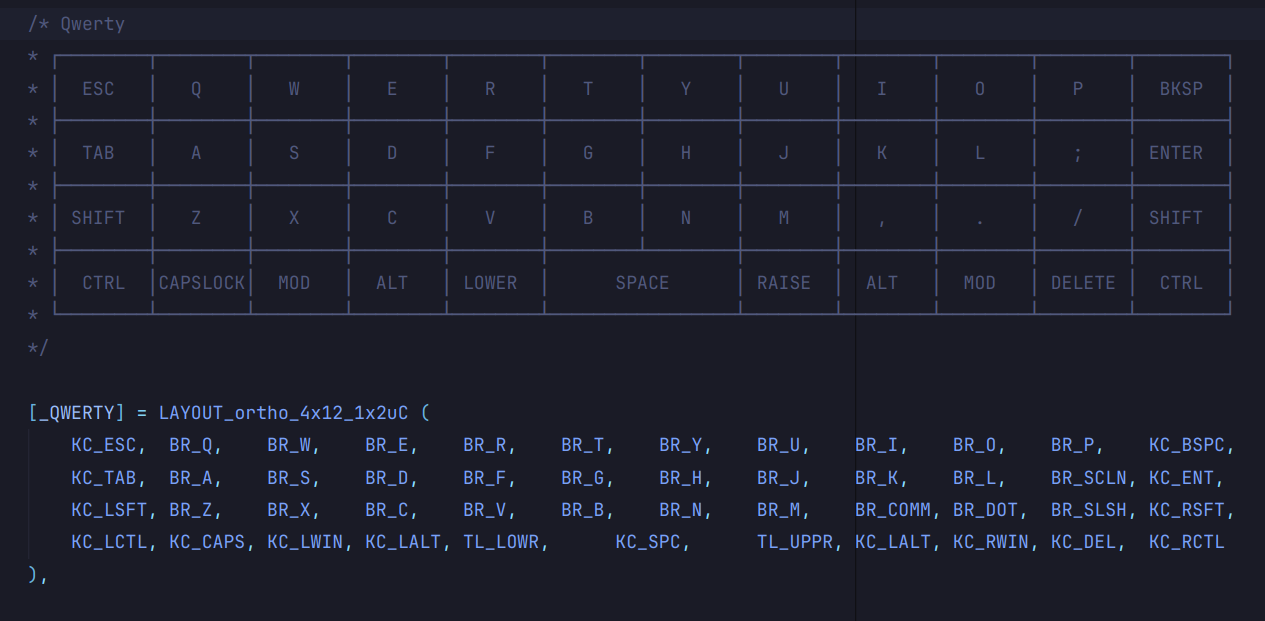 /* Qwerty
* ┌────────┬────────┬────────┬────────┬────────┬────────┬────────┬────────┬────────┬────────┬────────┬────────┐
* │  ESC   │   Q    │   W    │   E    │   R    │   T    │   Y    │   U    │   I    │   O    │   P    │  BKSP  │
* ├────────┼────────┼────────┼────────┼────────┼────────┼────────┼────────┼────────┼────────┼────────┼────────┤
* │  TAB   │   A    │   S    │   D    │   F    │   G    │   H    │   J    │   K    │   L    │   ;    │ ENTER  │
* ├────────┼────────┼────────┼────────┼────────┼────────┼────────┼────────┼────────┼────────┼────────┼────────┤
* │ SHIFT  │   Z    │   X    │   C    │   V    │   B    │   N    │   M    │   ,    │   .    │   /    │ SHIFT  │
* ├────────┼────────┼────────┼────────┼────────┼────────┴────────┼────────┼────────┼────────┼────────┼────────┤
* │  CTRL  │CAPSLOCK│  MOD   │  ALT   │ LOWER  │      SPACE      │ RAISE  │  ALT   │  MOD   │ DELETE │  CTRL  │
* └────────┴────────┴────────┴────────┴────────┴─────────────────┴────────┴────────┴────────┴────────┴────────┘
*/
[_QWERTY] = LAYOUT_ortho_4x12_1x2uC (
    KC_ESC,  BR_Q,    BR_W,    BR_E,    BR_R,    BR_T,    BR_Y,    BR_U,    BR_I,    BR_O,    BR_P,    KC_BSPC,
    KC_TAB,  BR_A,    BR_S,    BR_D,    BR_F,    BR_G,    BR_H,    BR_J,    BR_K,    BR_L,    BR_SCLN, KC_ENT,
    KC_LSFT, BR_Z,    BR_X,    BR_C,    BR_V,    BR_B,    BR_N,    BR_M,    BR_COMM, BR_DOT,  BR_SLSH, KC_RSFT,
    KC_LCTL, KC_CAPS, KC_LWIN, KC_LALT, TL_LOWR,      KC_SPC,      TL_UPPR, KC_LALT, KC_RWIN, KC_DEL,  KC_RCTL
),